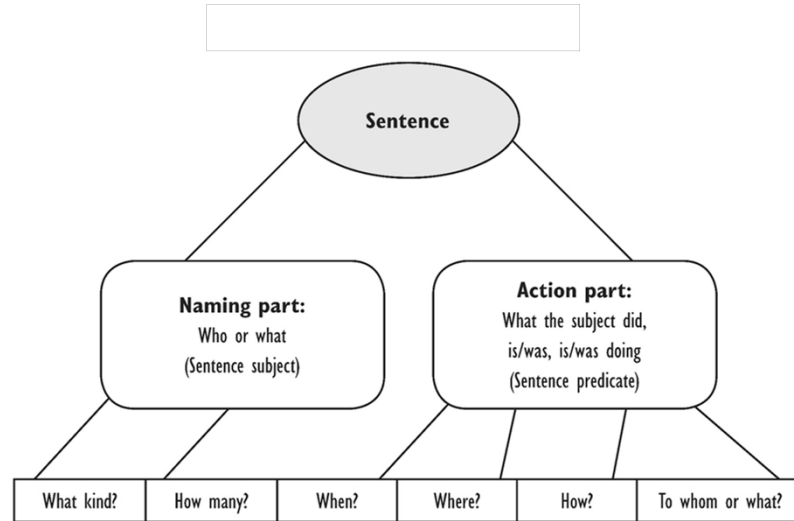 Sentence
Naming part:
Who or what
(Sentence subject)
Action part:
What the subject did,
is/was, is/was doing
(Sentence predicate)
What kind?
How many?
When?
Where?
How?
To whom or what?